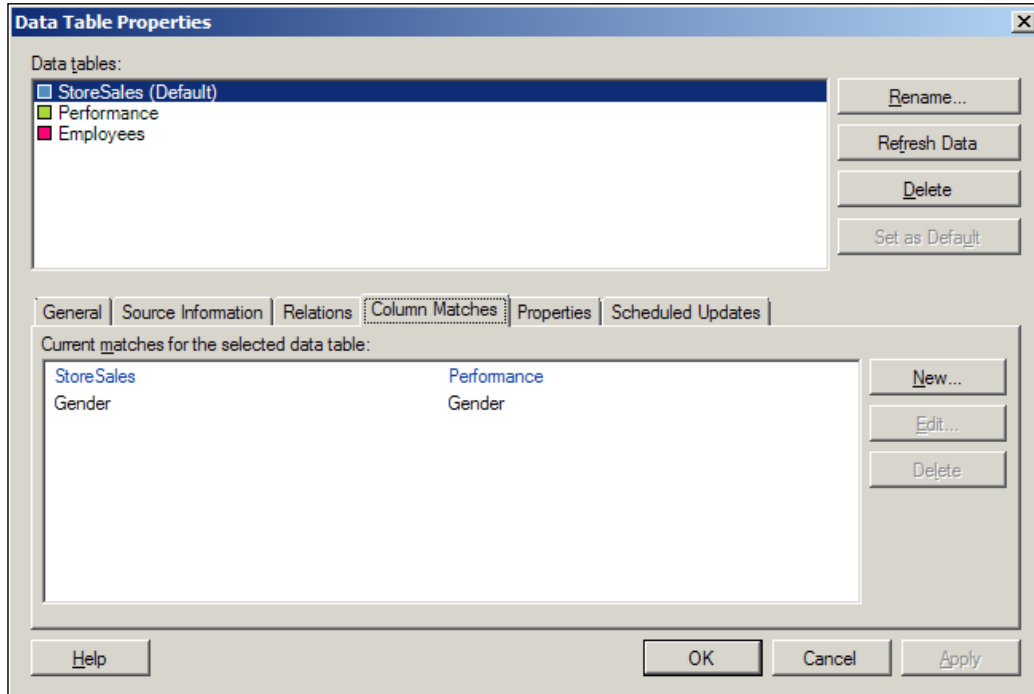 Data Table Properties
Data tables:
StoreSales (Default)
Performance
Employees
Rename...
Refresh Data
Delete
Set as Default
General Source Information Relations Column Matches Properties Scheduled Updates
Current matches for the selected data table:
StoreSales Performance
Gender Gender
New...
Edit...
Delete
Help OK Cancel Apply